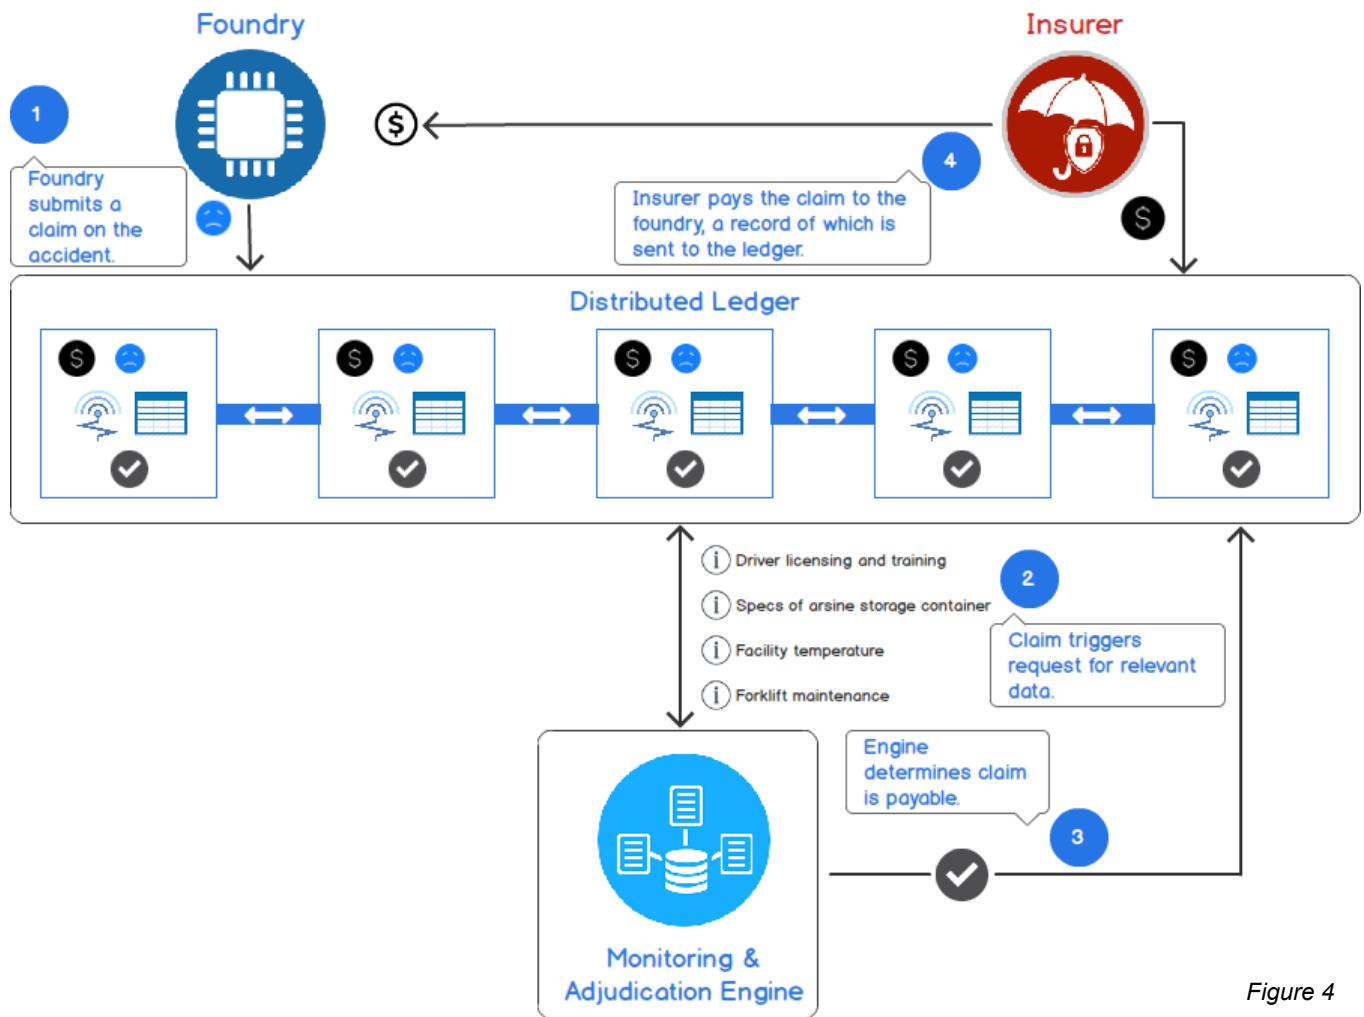 Foundry
Insurer
1
Foundry
submits a
claim on the
accident.
$
4
Insurer pays the claim to the
foundry, a record of which is
sent to the ledger.
$
Distributed Ledger
$
$
$
$
$
i Driver licensing and training
i Specs of arsine storage container
i Facility temperature
i Forklift maintenance
2
Claim triggers
request for relevant
data.
Engine
determines claim
is payable.
3
Monitoring &
Adjudication Engine
Figure 4